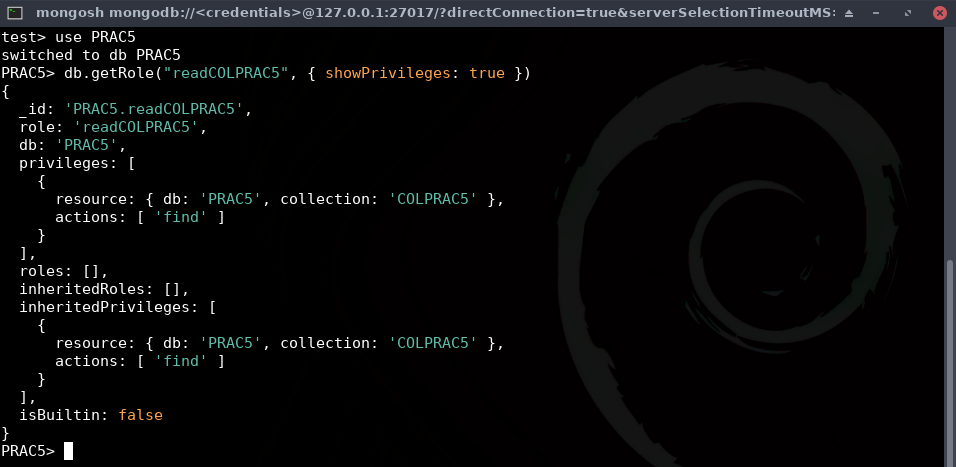 mongosh mongodb://<credentials>@127.0.0.1:27017/?directConnection=true&serverSelectionTimeoutMS:
test> use PRAC5
switched to db PRAC5
PRAC5> db.getRole("readCOLPRAC5", { showPrivileges: true })
{
  _id: 'PRAC5.readCOLPRAC5',
  role: 'readCOLPRAC5',
  db: 'PRAC5',
  privileges: [
    {
      resource: { db: 'PRAC5', collection: 'COLPRAC5' },
      actions: [ 'find' ]
    }
  ],
  roles: [],
  inheritedRoles: [],
  inheritedPrivileges: [
    {
      resource: { db: 'PRAC5', collection: 'COLPRAC5' },
      actions: [ 'find' ]
    }
  ],
  isBuiltin: false
}
PRAC5>